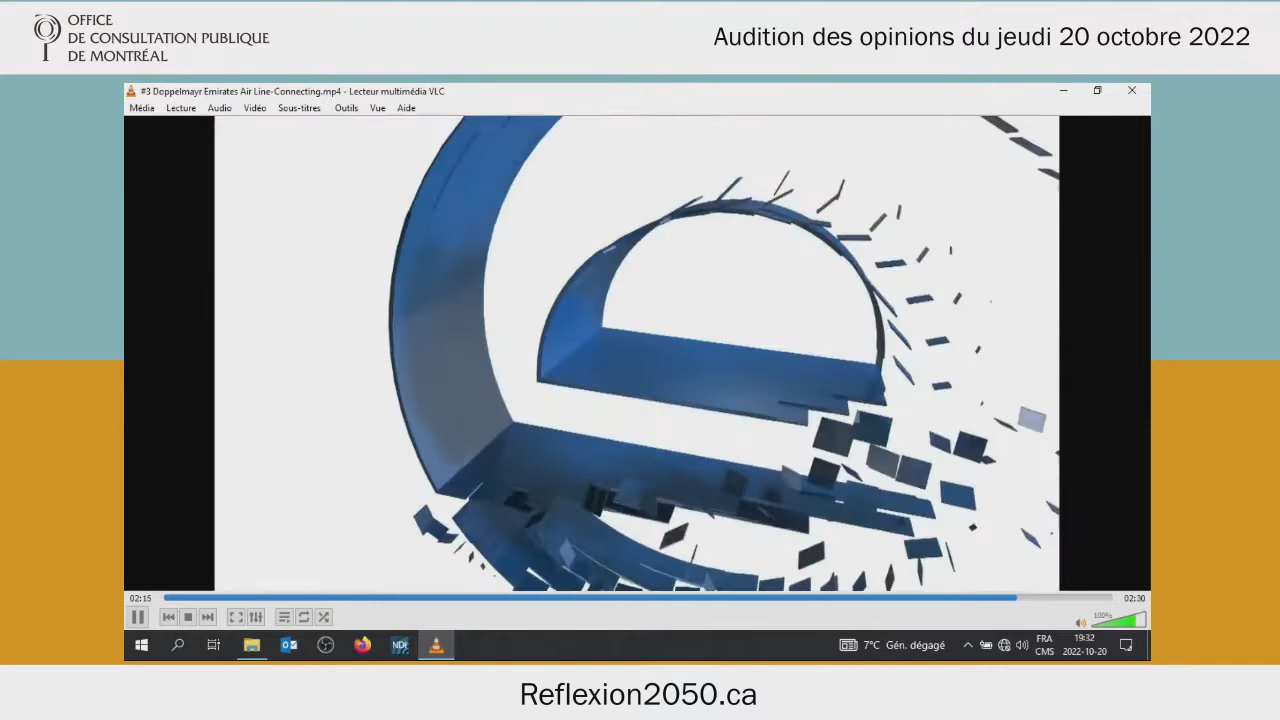 OFFICE
DE CONSULTATION PUBLIQUE
DE MONTRÉAL
Audition des opinions du jeudi 20 octobre 2022
#3 Doppelmayr Emirates Air Line-Connecting.mp4 - Lecteur multimédia VLC
Média Lecture Audio Vidéo Sous-titres Outils Vue Aide
02:15
02:30
100%
7°C Gén. dégagé
FRA
CMS
19:32
2022-10-20
NDI
Reflexion2050.ca